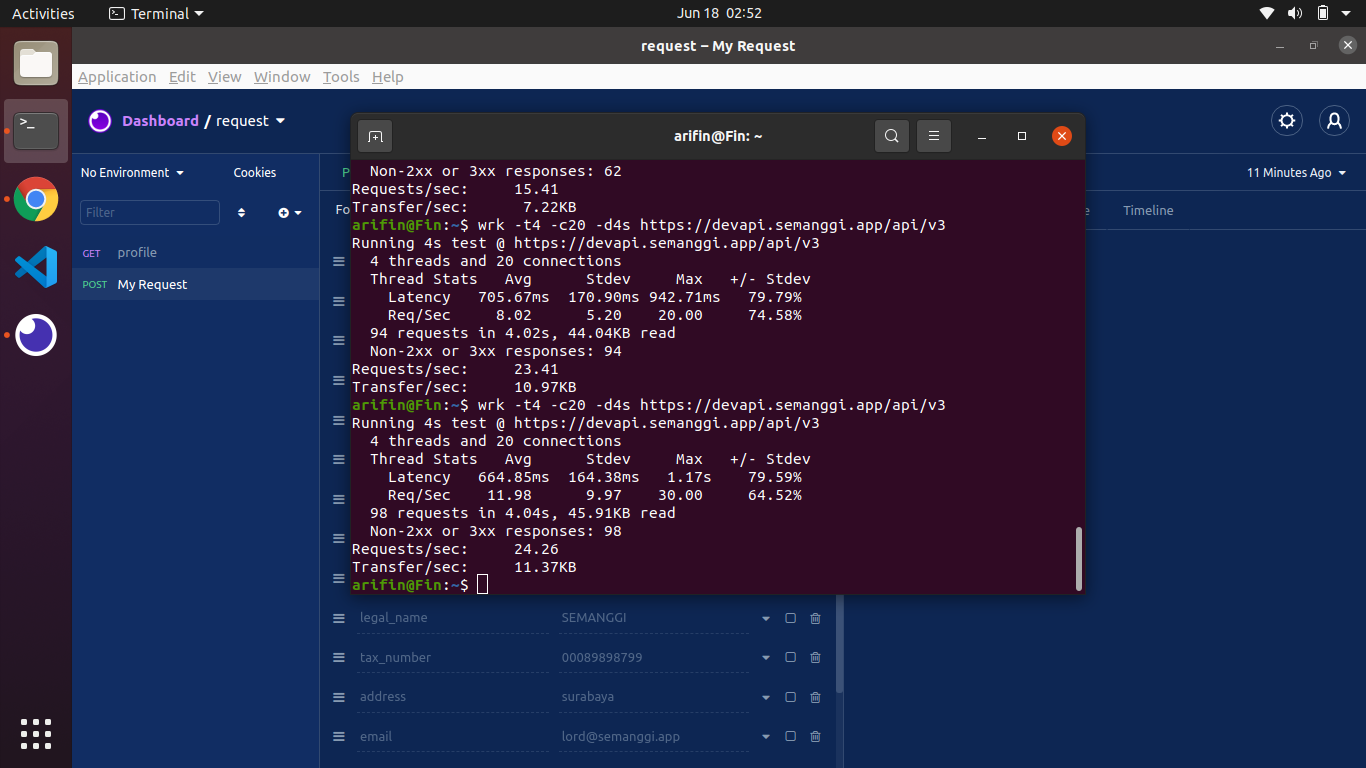 Activities
Terminal
Jun 18 02:52
request – My Request
Application Edit View Window Tools Help
Dashboard / request
arifin@Fin: ~
No Environment
Cookies
11 Minutes Ago
Filter
Timeline
GET profile
POST My Request
Non-2xx or 3xx responses: 62
Requests/sec: 15.41
Transfer/sec: 7.22KB
arifin@Fin:~$ wrk -t4 -c20 -d4s https://devapi.semanggi.app/api/v3
Running 4s test @ https://devapi.semanggi.app/api/v3
4 threads and 20 connections
Thread Stats Avg Stdev Max +/- Stdev
Latency 705.67ms 170.90ms 942.71ms 79.79%
Req/Sec 8.02 5.20 20.00 74.58%
94 requests in 4.02s, 44.04KB read
Non-2xx or 3xx responses: 94
Requests/sec: 23.41
Transfer/sec: 10.97KB
arifin@Fin:~$ wrk -t4 -c20 -d4s https://devapi.semanggi.app/api/v3
Running 4s test @ https://devapi.semanggi.app/api/v3
4 threads and 20 connections
Thread Stats Avg Stdev Max +/- Stdev
Latency 664.85ms 164.38ms 1.17s 79.59%
Req/Sec 11.98 9.97 30.00 64.52%
98 requests in 4.04s, 45.91KB read
Non-2xx or 3xx responses: 98
Requests/sec: 24.26
Transfer/sec: 11.37KB
arifin@Fin:~$
legal_name SEMANGGI
tax_number 00089898799
address surabaya
email lord@semanggi.app